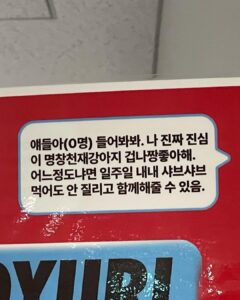 얘들아(0명) 들어봐봐. 나 진짜 진심
이 명창천재강아지 겁나짱좋아해.
어느정도냐면 일주일 내내 샤브샤브
먹어도 안 질리고 함께해줄 수 있음.